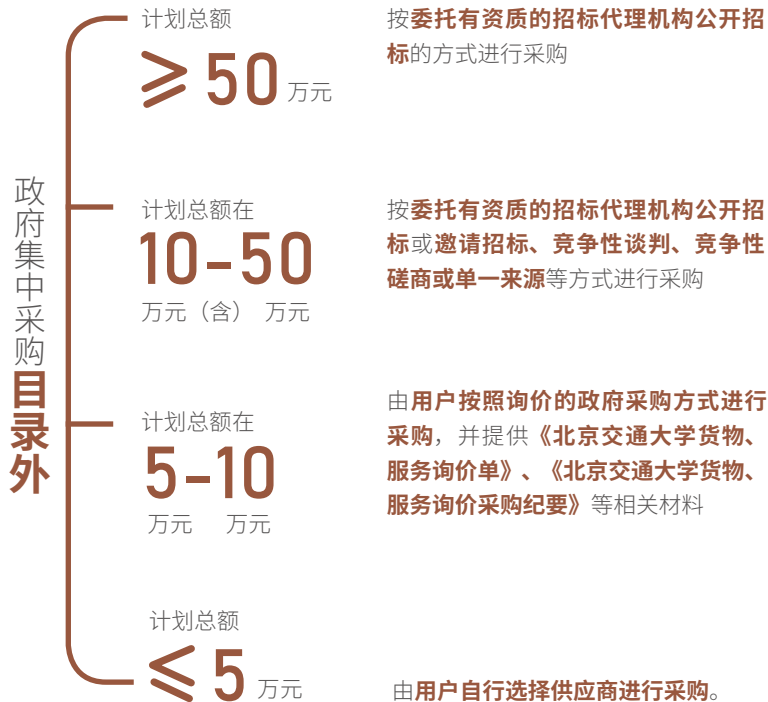 政府集中采购目录外
计划总额
≥ 50 万元
按委托有资质的招标代理机构公开招
标的方式进行采购
计划总额在
10-50
万元（含） 万元
按委托有资质的招标代理机构公开招
标或邀请招标、竞争性谈判、竞争性
磋商或单一来源等方式进行采购
计划总额在
5-10
万元 万元
由用户按照询价的政府采购方式进行
采购，并提供《北京交通大学货物、
服务询价单》、《北京交通大学货物、
服务询价采购纪要》等相关材料
计划总额
≤ 5 万元
由用户自行选择供应商进行采购。